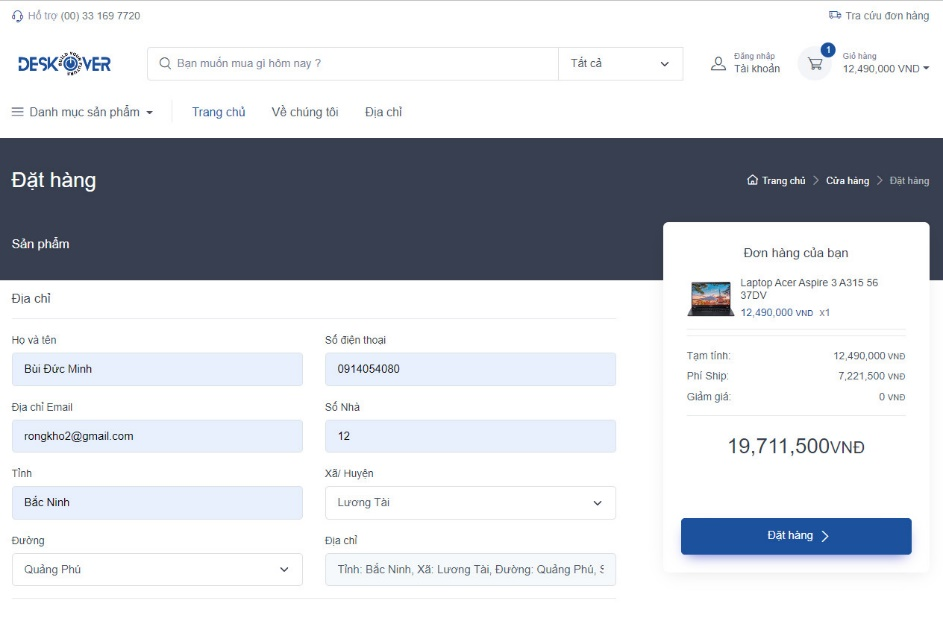 Hỗ trợ (00) 33 169 7720
Tra cứu đơn hàng
DESKOVER
Bạn muốn mua gì hôm nay ?
Tất cả
Đăng nhập
Tài khoản
1
Giỏ hàng
12,490,000 VND
Danh mục sản phẩm
Trang chủ
Về chúng tôi
Địa chỉ
Đặt hàng
Trang chủ
Cửa hàng
Đặt hàng
Sản phẩm
Địa chỉ
Họ và tên
Số điện thoại
Bùi Đức Minh
0914054080
Địa chỉ Email
Số Nhà
rongkho2@gmail.com
12
Tỉnh
Xã/ Huyện
Bắc Ninh
Lương Tài
Đường
Địa chỉ
Quảng Phú
Tỉnh: Bắc Ninh, Xã: Lương Tài, Đường: Quảng Phú, S
Đơn hàng của bạn
Laptop Acer Aspire 3 A315 56
37DV
12,490,000 VND x1
Tạm tính: 12,490,000 VNĐ
Phí Ship: 7,221,500 VNĐ
Giảm giá: 0 VNĐ
19,711,500VNĐ
Đặt hàng